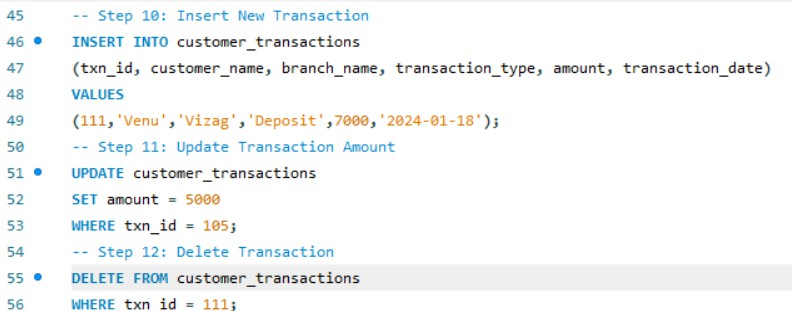 45 -- Step 10: Insert New Transaction
46 INSERT INTO customer_transactions
47 (txn_id, customer_name, branch_name, transaction_type, amount, transaction_date)
48 VALUES
49 (111,'Venu','Vizag','Deposit',7000,'2024-01-18');
50 -- Step 11: Update Transaction Amount
51 UPDATE customer_transactions
52 SET amount = 5000
53 WHERE txn_id = 105;
54 -- Step 12: Delete Transaction
55 DELETE FROM customer_transactions
56 WHERE txn_id = 111;